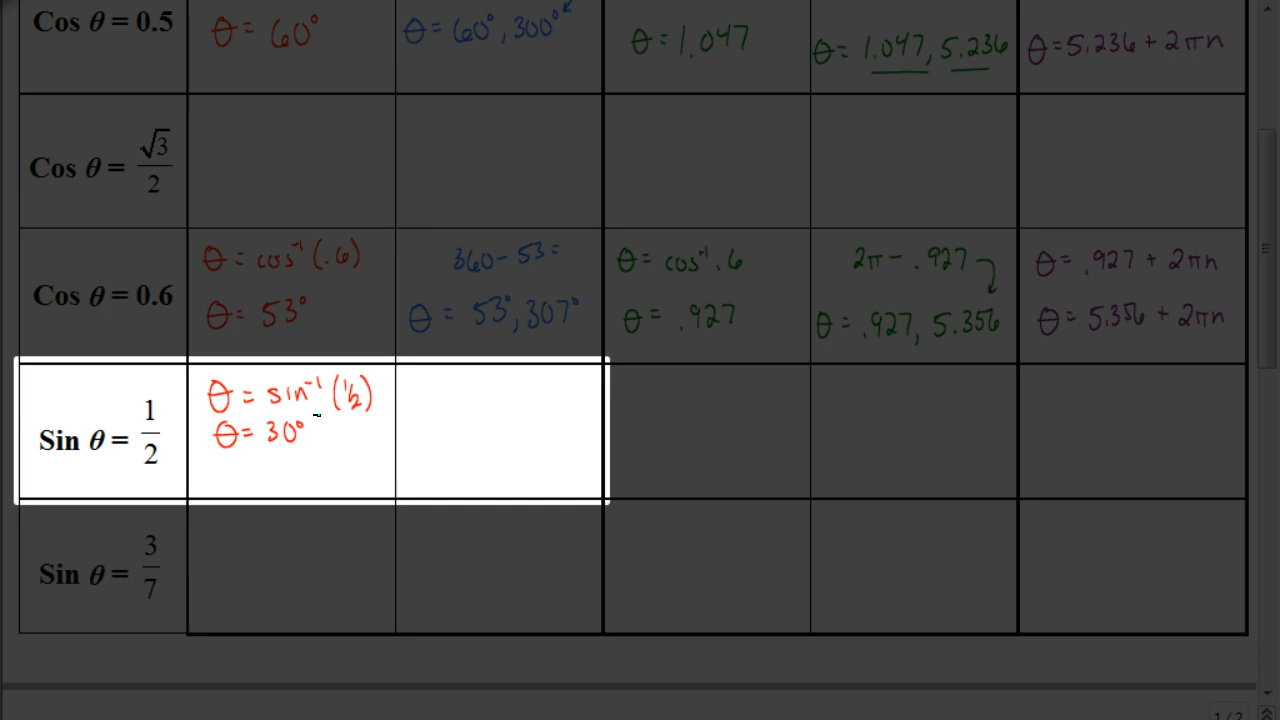 Cos θ = 0.5
θ = 60°
θ = 60°, 300°
θ = 1.047
θ = 1.047, 5.236
θ = 5.236 + 2πn
Cos θ = √3/2
Cos θ = 0.6
θ = cos⁻¹ (.6)
θ = 53°
360 - 53 =
θ = 53°, 307°
θ = cos⁻¹ .6
θ = .927
2π - .927
θ = .927, 5.356
θ = .927 + 2πn
θ = 5.356 + 2πn
Sin θ = 1/2
θ = sin⁻¹ (1/2)
θ = 30°
Sin θ = 3/7
1 / 2